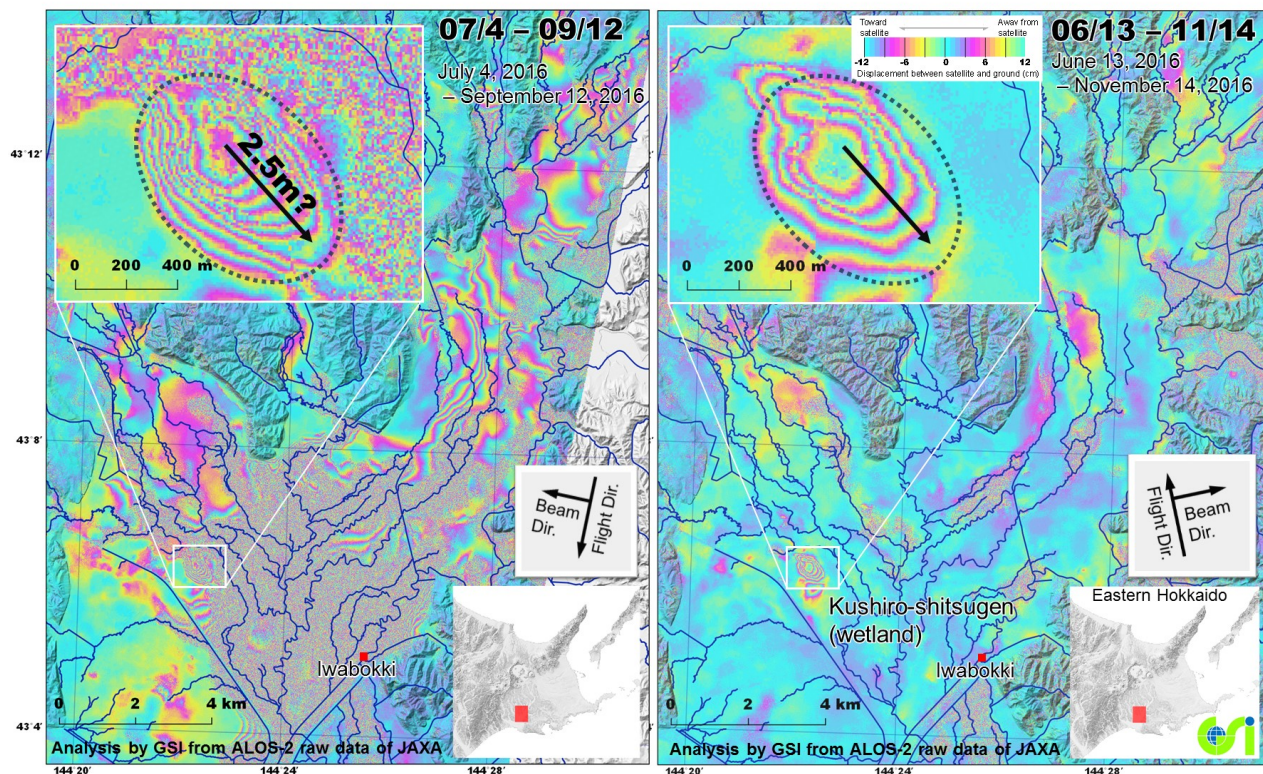 07/4 – 09/12
July 4, 2016
– September 12, 2016
2.5m?
0 200 400 m
43˚12′
43˚8′
43˚4′
Beam Dir.
Flight Dir.
Iwabokki
0 2 4 km
Analysis by GSI from ALOS-2 raw data of JAXA
144˚20′ 144˚24′ 144˚28′
Toward satellite
Away from satellite
-12 -6 0 6 12
Displacement between satellite and ground (cm)
06/13 – 11/14
June 13, 2016
– November 14, 2016
0 200 400 m
Flight Dir.
Beam Dir.
Kushiro-shitsugen
(wetland)
Iwabokki
Eastern Hokkaido
0 2 4 km
Analysis by GSI from ALOS-2 raw data of JAXA
GSi
144˚20′ 144˚24′ 144˚28′